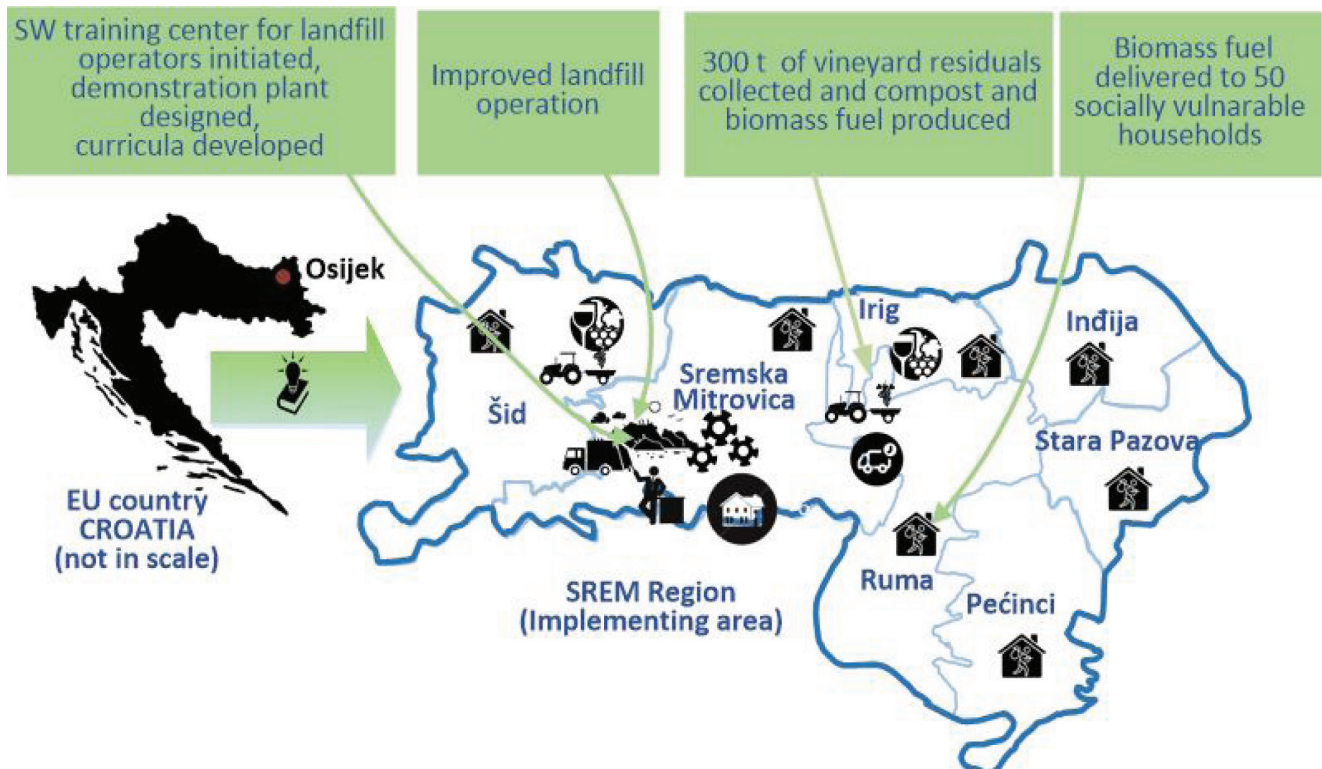 SW training center for landfill
operators initiated,
demonstration plant
designed,
curricula developed
Improved landfill
operation
300 t of vineyard residuals
collected and compost and
biomass fuel produced
Biomass fuel
delivered to 50
socially vulnarable
households
Osijek
EU country
CROATIA
(not in scale)
Šid
Sremska
Mitrovica
Irig
Inđija
Stara Pazova
Ruma
Pećinci
SREM Region
(Implementing area)